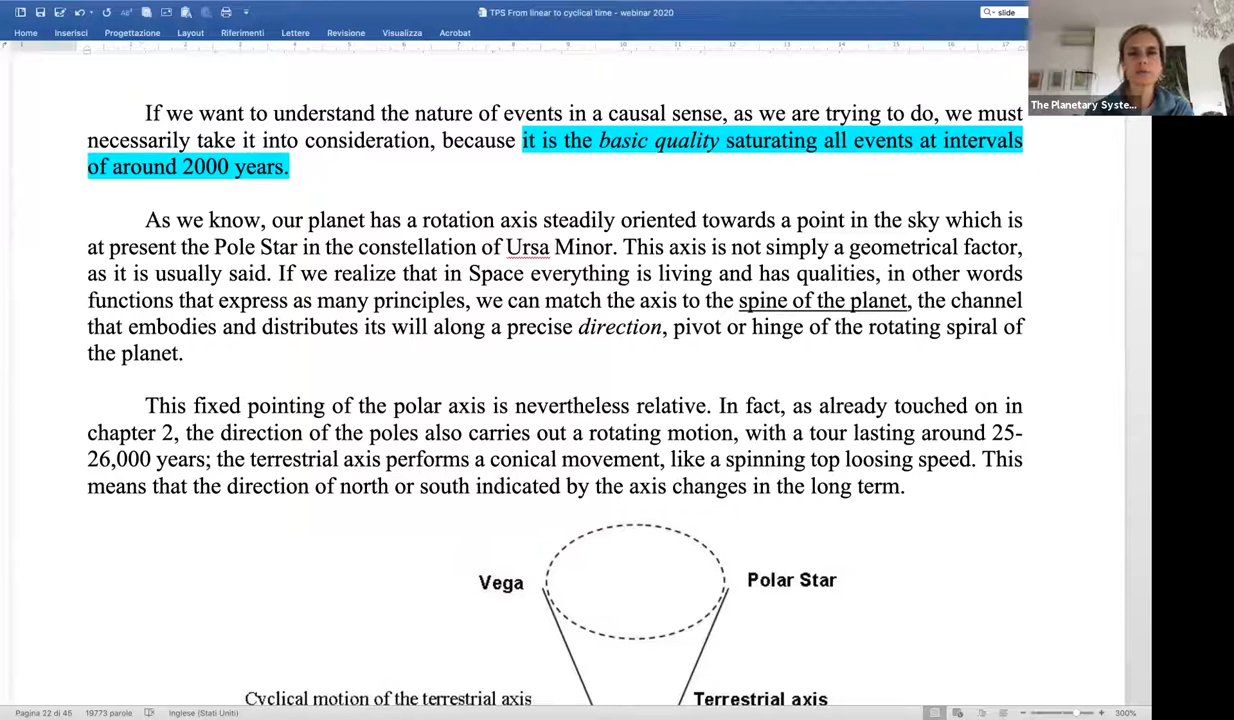 TPS From linear to cyclical time - webinar 2020
slide
Home Inserisci Progettazione Layout Riferimenti Lettere Revisione Visualizza Acrobat
If we want to understand the nature of events in a causal sense, as we are trying to do, we must
necessarily take it into consideration, because it is the basic quality saturating all events at intervals
of around 2000 years.
As we know, our planet has a rotation axis steadily oriented towards a point in the sky which is
at present the Pole Star in the constellation of Ursa Minor. This axis is not simply a geometrical factor,
as it is usually said. If we realize that in Space everything is living and has qualities, in other words
functions that express as many principles, we can match the axis to the spine of the planet, the channel
that embodies and distributes its will along a precise direction, pivot or hinge of the rotating spiral of
the planet.
This fixed pointing of the polar axis is nevertheless relative. In fact, as already touched on in
chapter 2, the direction of the poles also carries out a rotating motion, with a tour lasting around 25-
26,000 years; the terrestrial axis performs a conical movement, like a spinning top loosing speed. This
means that the direction of north or south indicated by the axis changes in the long term.
Vega Polar Star
Cyclical motion of the terrestrial axis Terrestrial axis
Pagina 22 di 45 19773 parole Inglese (Stati Uniti) 300%
The Planetary Syste...